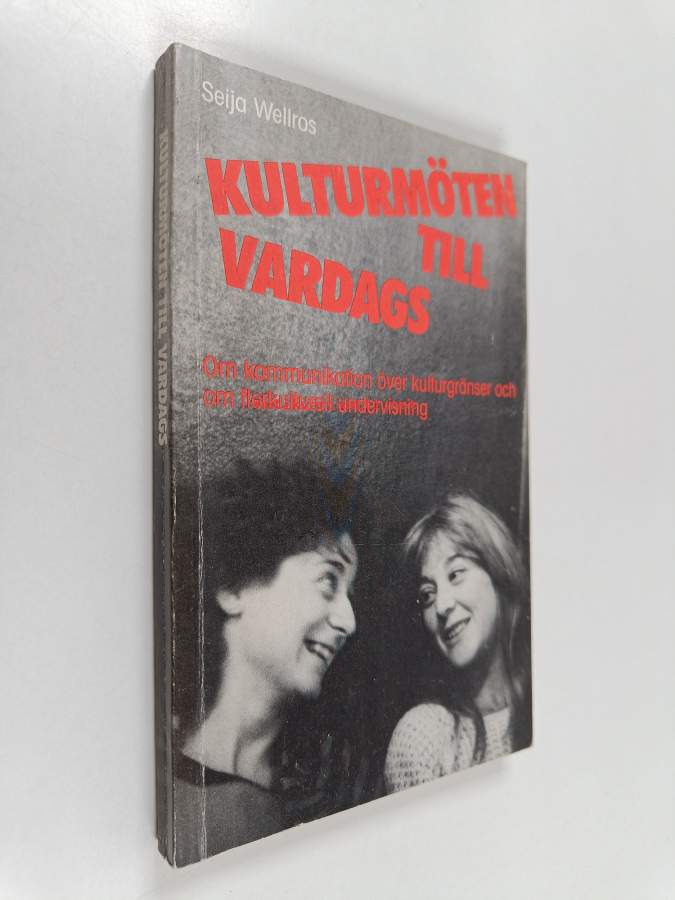 Seija Wellros
KULTURMÖTEN
TILL
VARDAGS
Om kommunikation över kulturgränser och
om flerkulturell undervisning
KULTURMÖTEN TILL VARDAGS